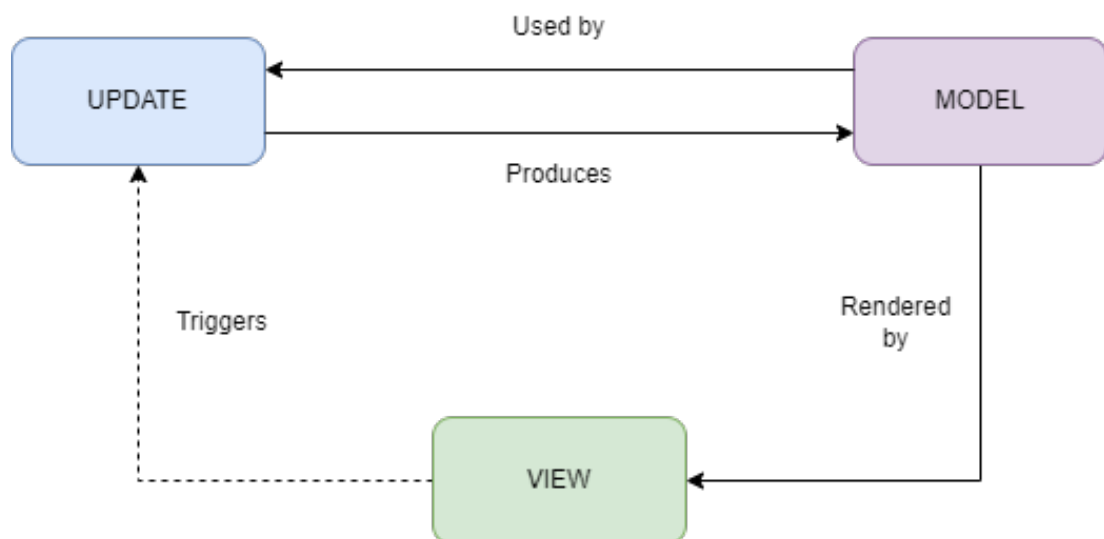 Used by
UPDATE
MODEL
Produces
Triggers
Rendered
by
VIEW